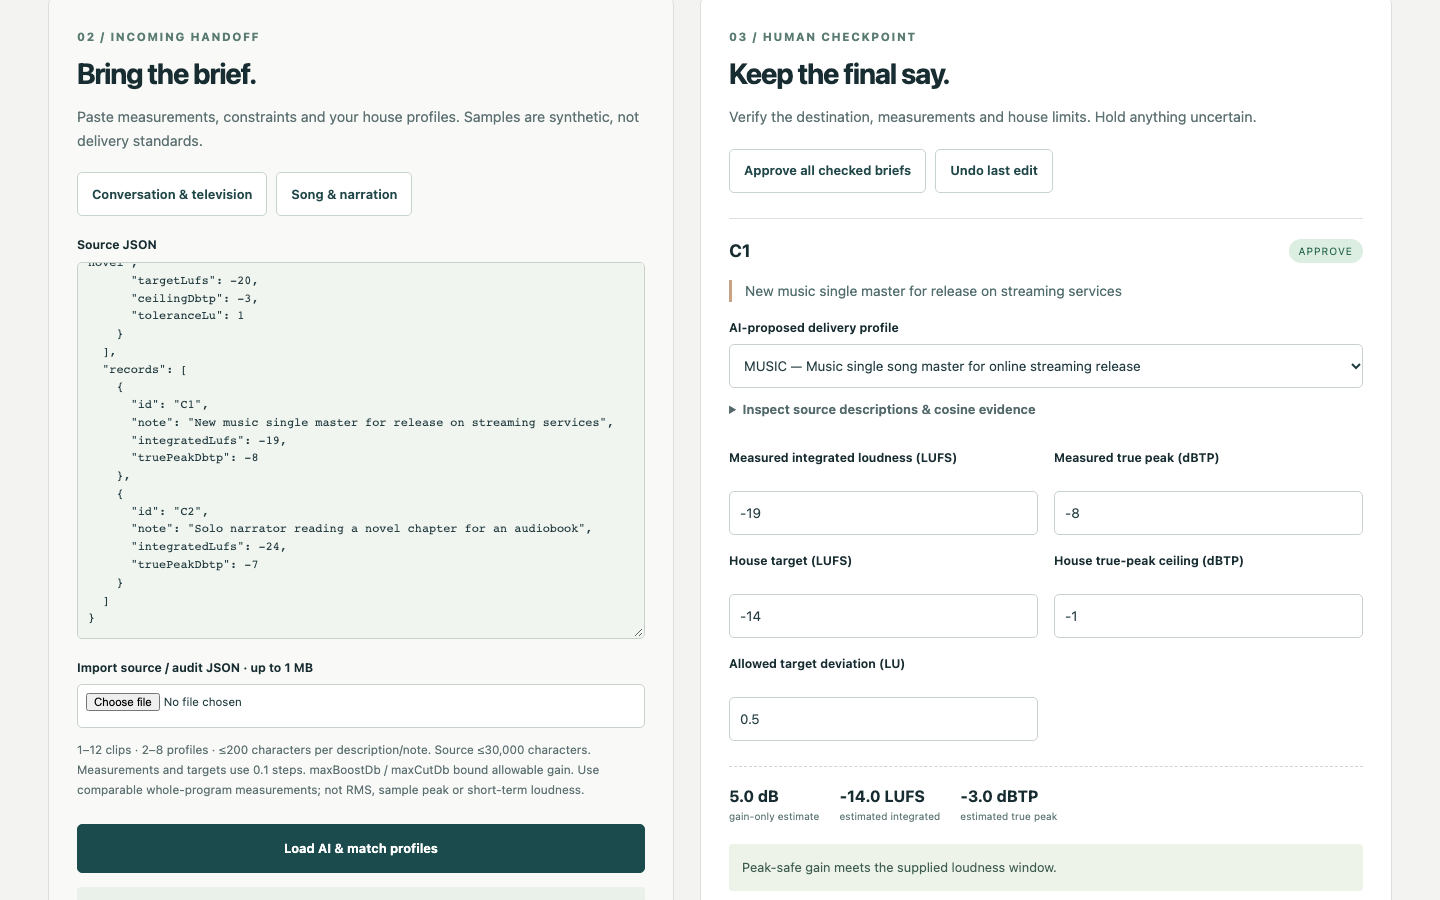 02 / INCOMING HANDOFF
Bring the brief.
Paste measurements, constraints and your house profiles. Samples are synthetic, not
delivery standards.
Conversation & television
Song & narration
Source JSON
novel",
"targetLufs": -20,
"ceilingDbtp": -3,
"toleranceLu": 1
}
],
"records": [
{
"id": "C1",
"note": "New music single master for release on streaming services",
"integratedLufs": -19,
"truePeakDbtp": -8
},
{
"id": "C2",
"note": "Solo narrator reading a novel chapter for an audiobook",
"integratedLufs": -24,
"truePeakDbtp": -7
}
]
}
Import source / audit JSON · up to 1 MB
Choose file No file chosen
1–12 clips · 2–8 profiles · ≤200 characters per description/note. Source ≤30,000 characters.
Measurements and targets use 0.1 steps. maxBoostDb / maxCutDb bound allowable gain. Use
comparable whole-program measurements; not RMS, sample peak or short-term loudness.
Load AI & match profiles
03 / HUMAN CHECKPOINT
Keep the final say.
Verify the destination, measurements and house limits. Hold anything uncertain.
Approve all checked briefs
Undo last edit
C1
APPROVE
New music single master for release on streaming services
AI-proposed delivery profile
MUSIC — Music single song master for online streaming release
Inspect source descriptions & cosine evidence
Measured integrated loudness (LUFS)
-19
Measured true peak (dBTP)
-8
House target (LUFS)
-14
House true-peak ceiling (dBTP)
-1
Allowed target deviation (LU)
0.5
5.0 dB
gain-only estimate
-14.0 LUFS
estimated integrated
-3.0 dBTP
estimated true peak
Peak-safe gain meets the supplied loudness window.